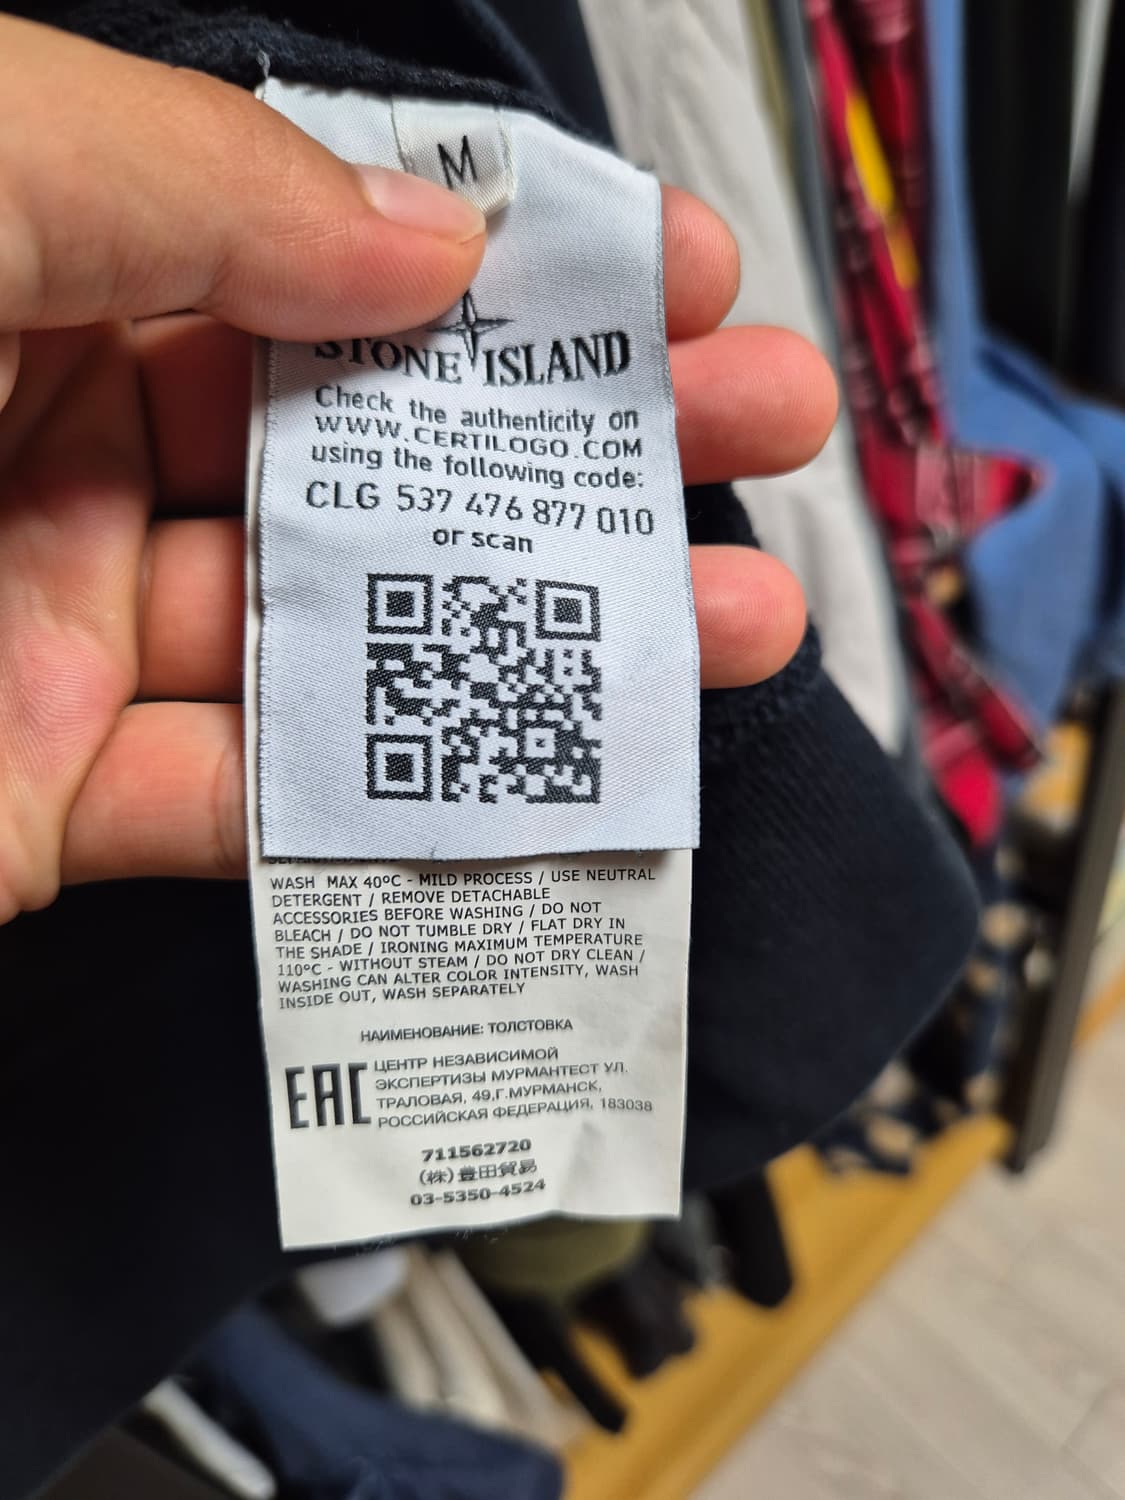 M
STONE ISLAND
Check the authenticity on
WWW.CERTILOGO.COM
using the following code:
CLG 537 476 877 010
or scan
WASH MAX 40ºC - MILD PROCESS / USE NEUTRAL
DETERGENT / REMOVE DETACHABLE
ACCESSORIES BEFORE WASHING / DO NOT
BLEACH / DO NOT TUMBLE DRY / FLAT DRY IN
THE SHADE / IRONING MAXIMUM TEMPERATURE
110ºC - WITHOUT STEAM / DO NOT DRY CLEAN /
WASHING CAN ALTER COLOR INTENSITY, WASH
INSIDE OUT, WASH SEPARATELY
НАИМЕНОВАНИЕ: ТОЛСТОВКА
EAC
ЦЕНТР НЕЗАВИСИМОЙ
ЭКСПЕРТИЗЫ МУРМАНТЕСТ УЛ.
ТРАЛОВАЯ, 49,Г.МУРМАНСК,
РОССИЙСКАЯ ФЕДЕРАЦИЯ, 183038
711562720
(株)豊田貿易
03-5350-4524